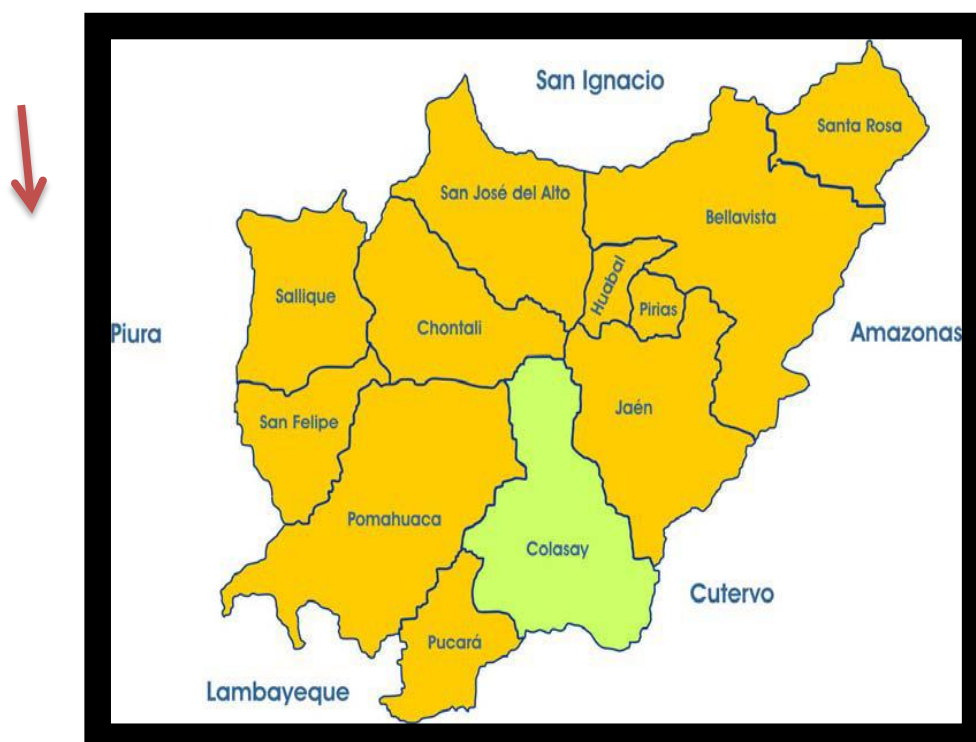 San Ignacio
Santa Rosa
San José del Alto
Bellavista
Huabal
Sallique
Pirias
Chontali
Piura
Amazonas
Jaén
San Felipe
Pomahuaca
Colasay
Cutervo
Pucará
Lambayeque